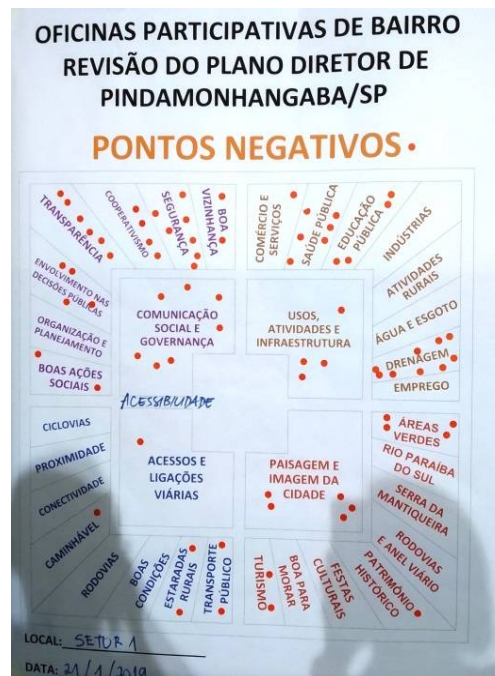 OFICINAS PARTICIPATIVAS DE BAIRRO
REVISÃO DO PLANO DIRETOR DE
PINDAMONHANGABA/SP
PONTOS NEGATIVOS
TRANSPARÊNCIA
COOPERATIVISMO
SEGURANÇA
BOA
VIZINHANÇA
COMÉRCIO E
SERVIÇOS
SAÚDE PÚBLICA
EDUCAÇÃO
PÚBLICA
INDÚSTRIAS
ATIVIDADES
RURAIS
ÁGUA E ESGOTO
DRENAGEM
EMPREGO
ENVOLVIMENTO NAS
DECISÕES PÚBLICAS
ORGANIZAÇÃO E
PLANEJAMENTO
BOAS AÇÕES
SOCIAIS
COMUNICAÇÃO
SOCIAL E
GOVERNANÇA
USOS,
ATIVIDADES E
INFRAESTRUTURA
ACESSIBILIDADE
CICLOVIAS
PROXIMIDADE
CONECTIVIDADE
CAMINHÁVEL
RODOVIAS
BOAS
CONDIÇÕES
ESTARADAS
RURAIS
TRANSPORTE
PÚBLICO
ACESSOS E
LIGAÇÕES
VIÁRIAS
PAISAGEM E
IMAGEM DA
CIDADE
ÁREAS
VERDES
RIO PARAÍBA
DO SUL
SERRA DA
MANTIQUEIRA
RODOVIAS
E ANEL VIÁRIO
PATRIMÔNIO
HISTÓRICO
FESTAS
CULTURAIS
BOA PARA
MORAR
TURISMO
LOCAL: SETOR 1
DATA: 21/1/2019